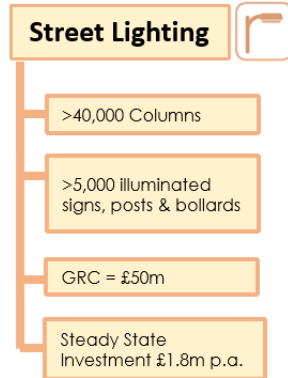 Street Lighting
>40,000 Columns
>5,000 illuminated
signs, posts & bollards
GRC = £50m
Steady State
Investment £1.8m p.a.